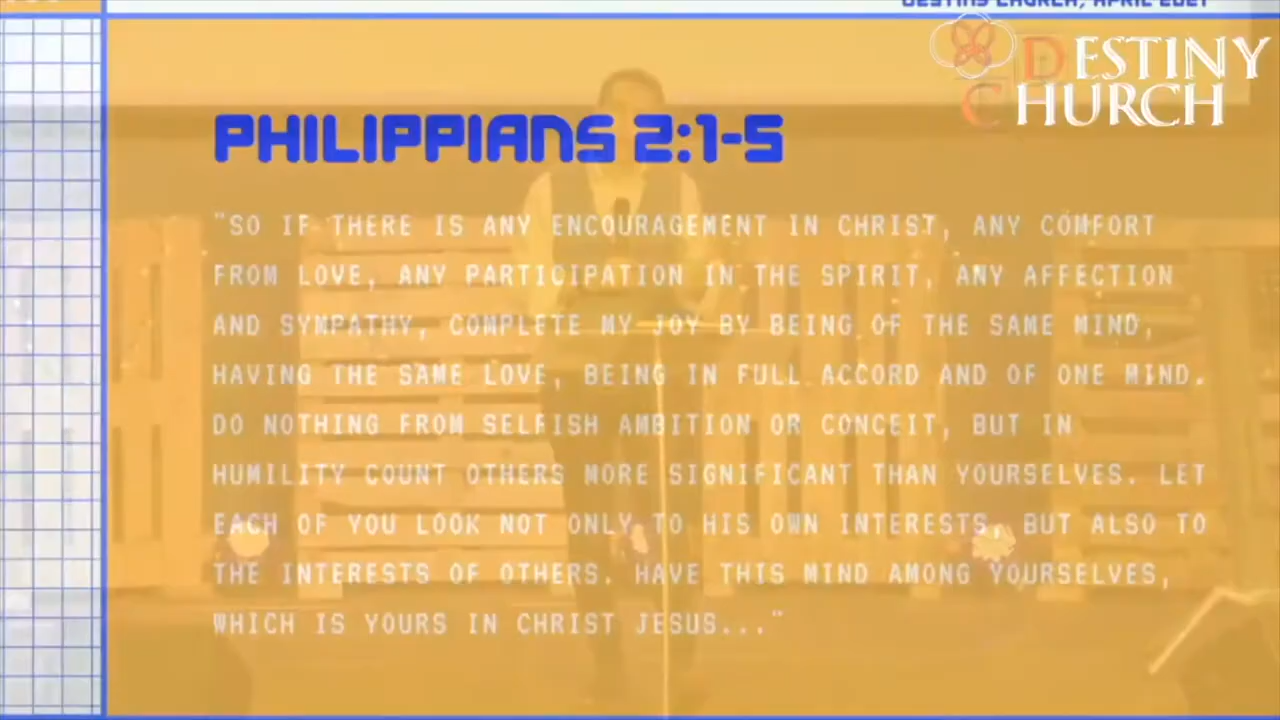 DESTINY CHURCH, APRIL 2021
DESTINY
CHURCH
PHILIPPIANS 2:1-5
"SO IF THERE IS ANY ENCOURAGEMENT IN CHRIST, ANY COMFORT
FROM LOVE, ANY PARTICIPATION IN THE SPIRIT, ANY AFFECTION
AND SYMPATHY, COMPLETE MY JOY BY BEING OF THE SAME MIND,
HAVING THE SAME LOVE, BEING IN FULL ACCORD AND OF ONE MIND.
DO NOTHING FROM SELFISH AMBITION OR CONCEIT, BUT IN
HUMILITY COUNT OTHERS MORE SIGNIFICANT THAN YOURSELVES. LET
EACH OF YOU LOOK NOT ONLY TO HIS OWN INTERESTS, BUT ALSO TO
THE INTERESTS OF OTHERS. HAVE THIS MIND AMONG YOURSELVES,
WHICH IS YOURS IN CHRIST JESUS..."